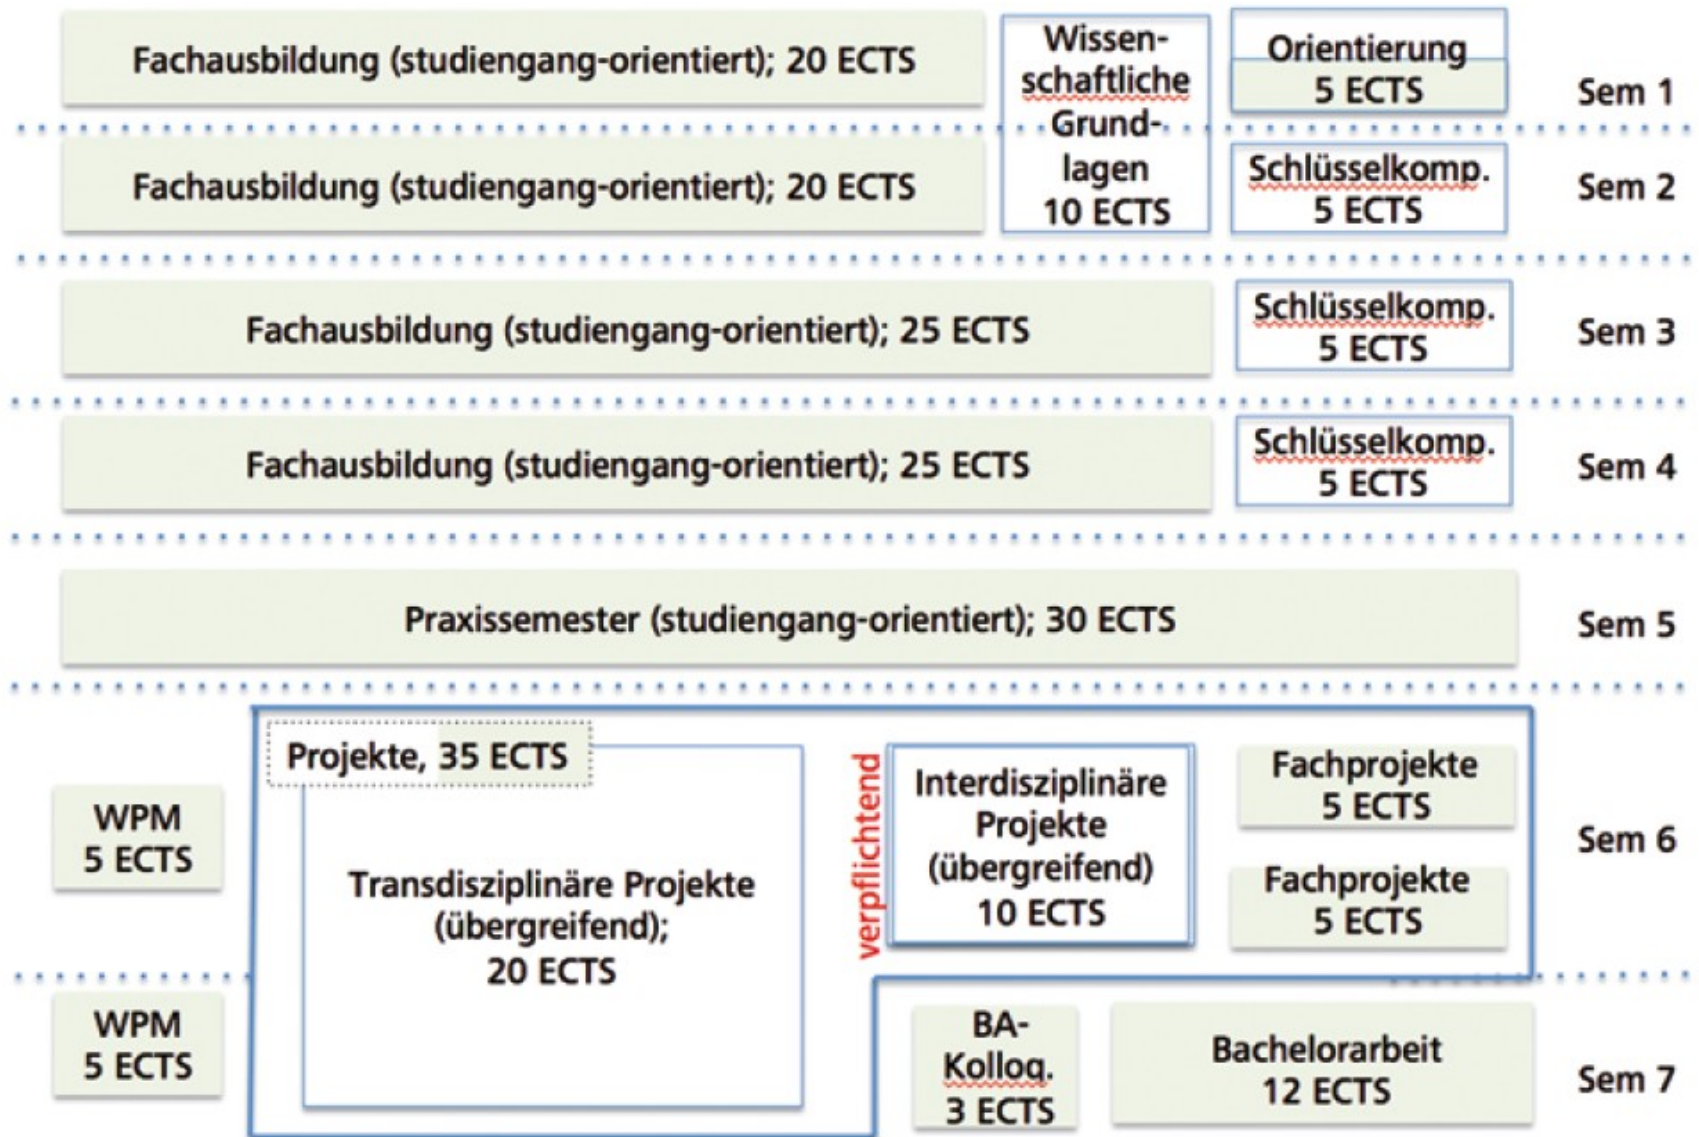 Fachausbildung (studiengang-orientiert); 20 ECTS
Wissen-
schaftliche
Grund-
lagen
10 ECTS
Orientierung
5 ECTS
Sem 1
Fachausbildung (studiengang-orientiert); 20 ECTS
Schlüsselkomp.
5 ECTS
Sem 2
Fachausbildung (studiengang-orientiert); 25 ECTS
Schlüsselkomp.
5 ECTS
Sem 3
Fachausbildung (studiengang-orientiert); 25 ECTS
Schlüsselkomp.
5 ECTS
Sem 4
Praxissemester (studiengang-orientiert); 30 ECTS
Sem 5
WPM
5 ECTS
Projekte, 35 ECTS
Transdisziplinäre Projekte
(übergreifend);
20 ECTS
verpflichtend
Interdisziplinäre
Projekte
(übergreifend)
10 ECTS
Fachprojekte
5 ECTS
Fachprojekte
5 ECTS
Sem 6
WPM
5 ECTS
BA-
Kolloq.
3 ECTS
Bachelorarbeit
12 ECTS
Sem 7